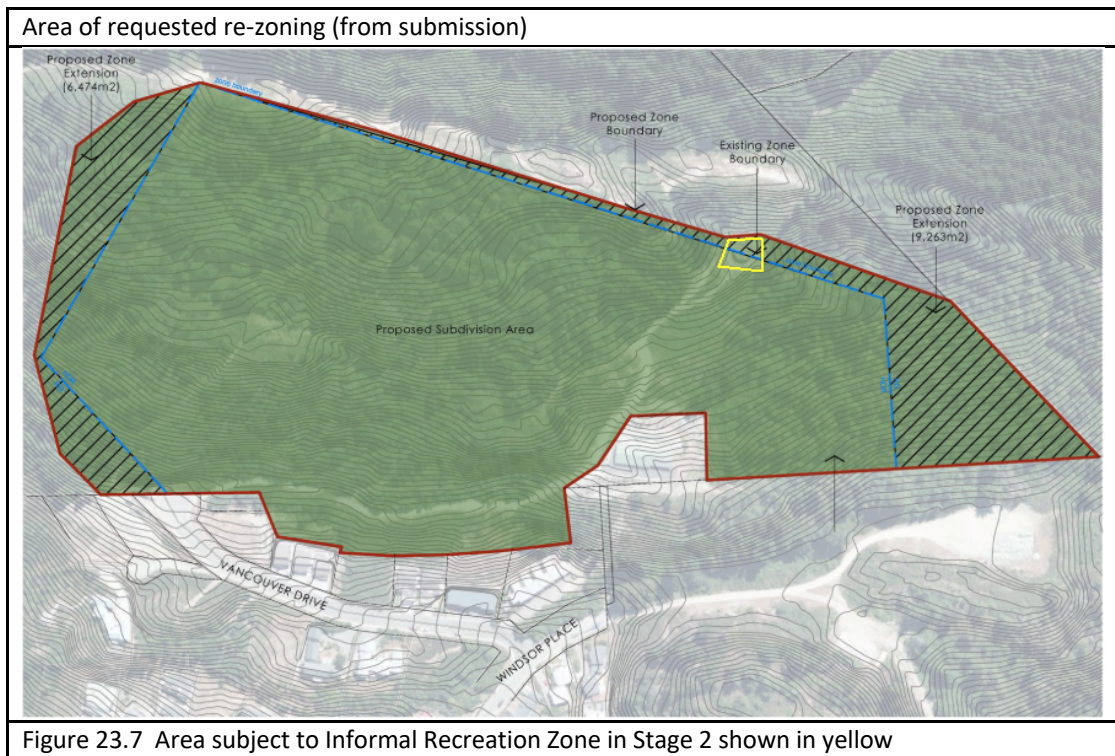 Area of requested re-zoning (from submission)
Proposed Zone
Extension
(6,474m2)
zone boundary
Proposed Zone
Boundary
Existing Zone
Boundary
Proposed Zone
Extension
(9,263m2)
Proposed Subdivision Area
VANCOUVER DRIVE
WINDSOR PLACE
Figure 23.7 Area subject to Informal Recreation Zone in Stage 2 shown in yellow